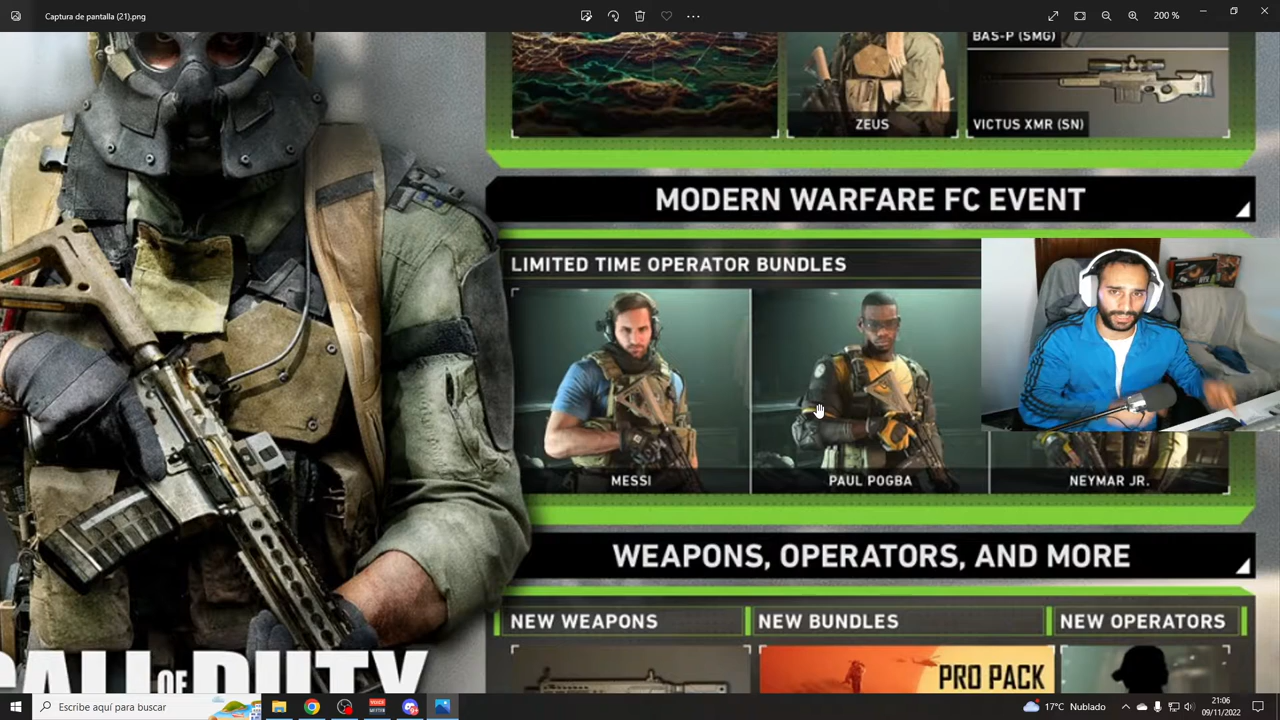 Captura de pantalla (21).png
200 %
BAS-P (SMG)
ZEUS
VICTUS XMR (SN)
MODERN WARFARE FC EVENT
LIMITED TIME OPERATOR BUNDLES
MESSI
PAUL POGBA
NEYMAR JR.
WEAPONS, OPERATORS, AND MORE
NEW WEAPONS
NEW BUNDLES
NEW OPERATORS
PRO PACK
CALL OF DUTY
Escribe aquí para buscar
17°C Nublado
21:06
09/11/2022